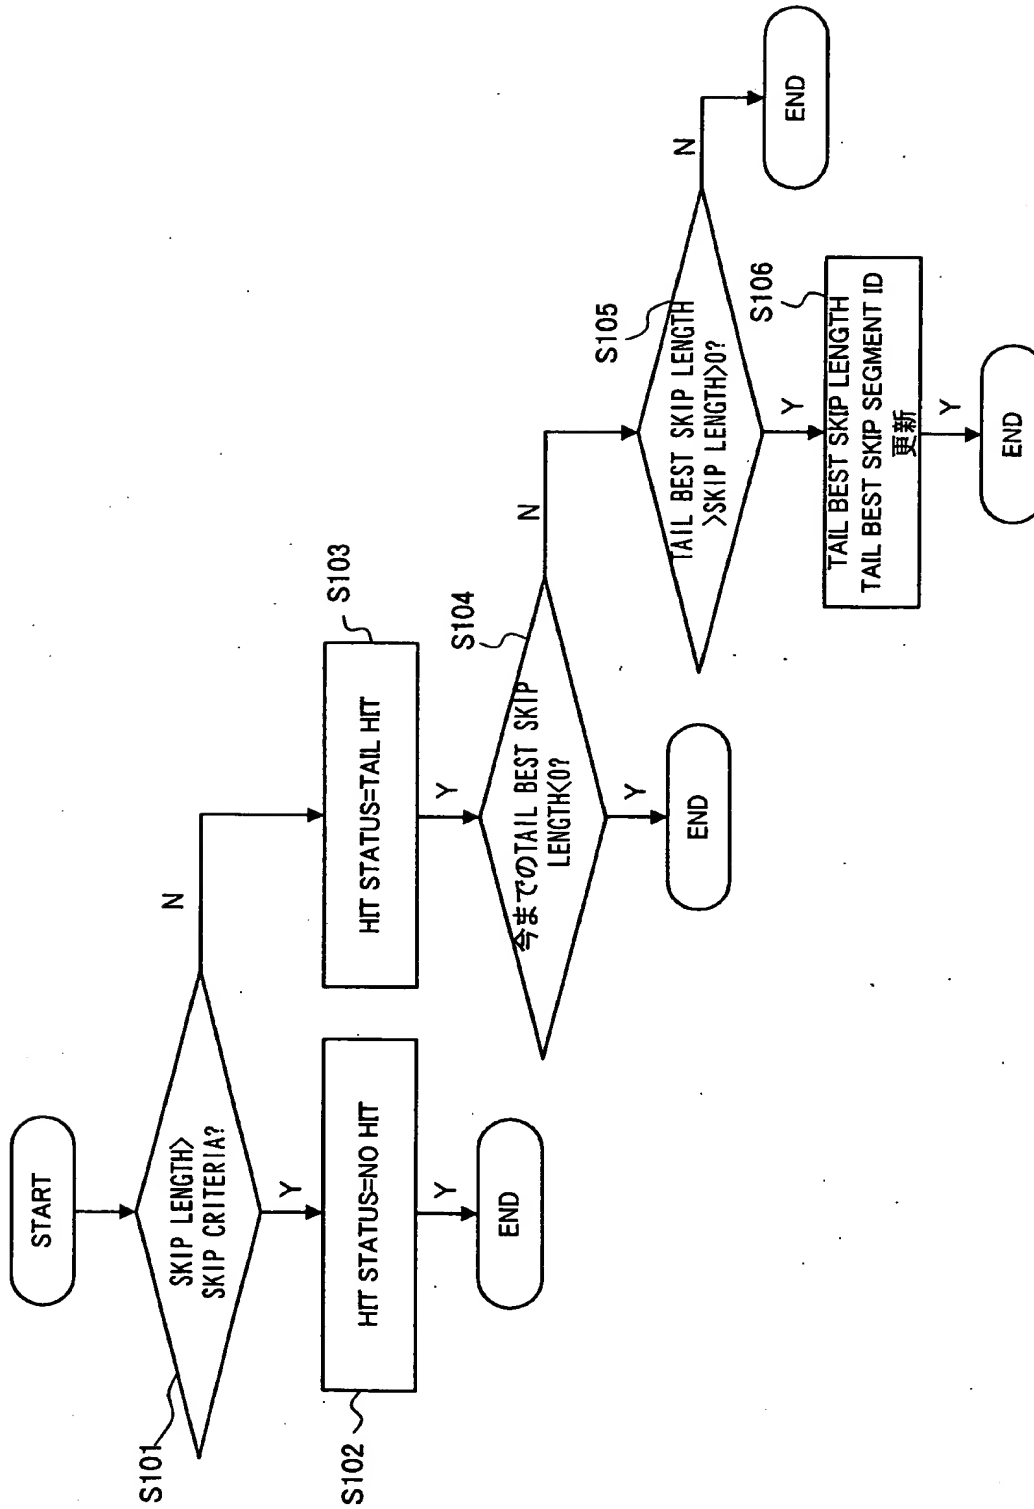 START
S101
SKIP LENGTH>
SKIP CRITERIA?
N
Y
S102
HIT STATUS=NO HIT
Y
END
S103
HIT STATUS=TAIL HIT
Y
S104
今までのTAIL BEST SKIP
LENGTH<0?
N
Y
END
S105
TAIL BEST SKIP LENGTH
>SKIP LENGTH>0?
N
END
Y
S106
TAIL BEST SKIP LENGTH
TAIL BEST SKIP SEGMENT ID
更新
Y
END